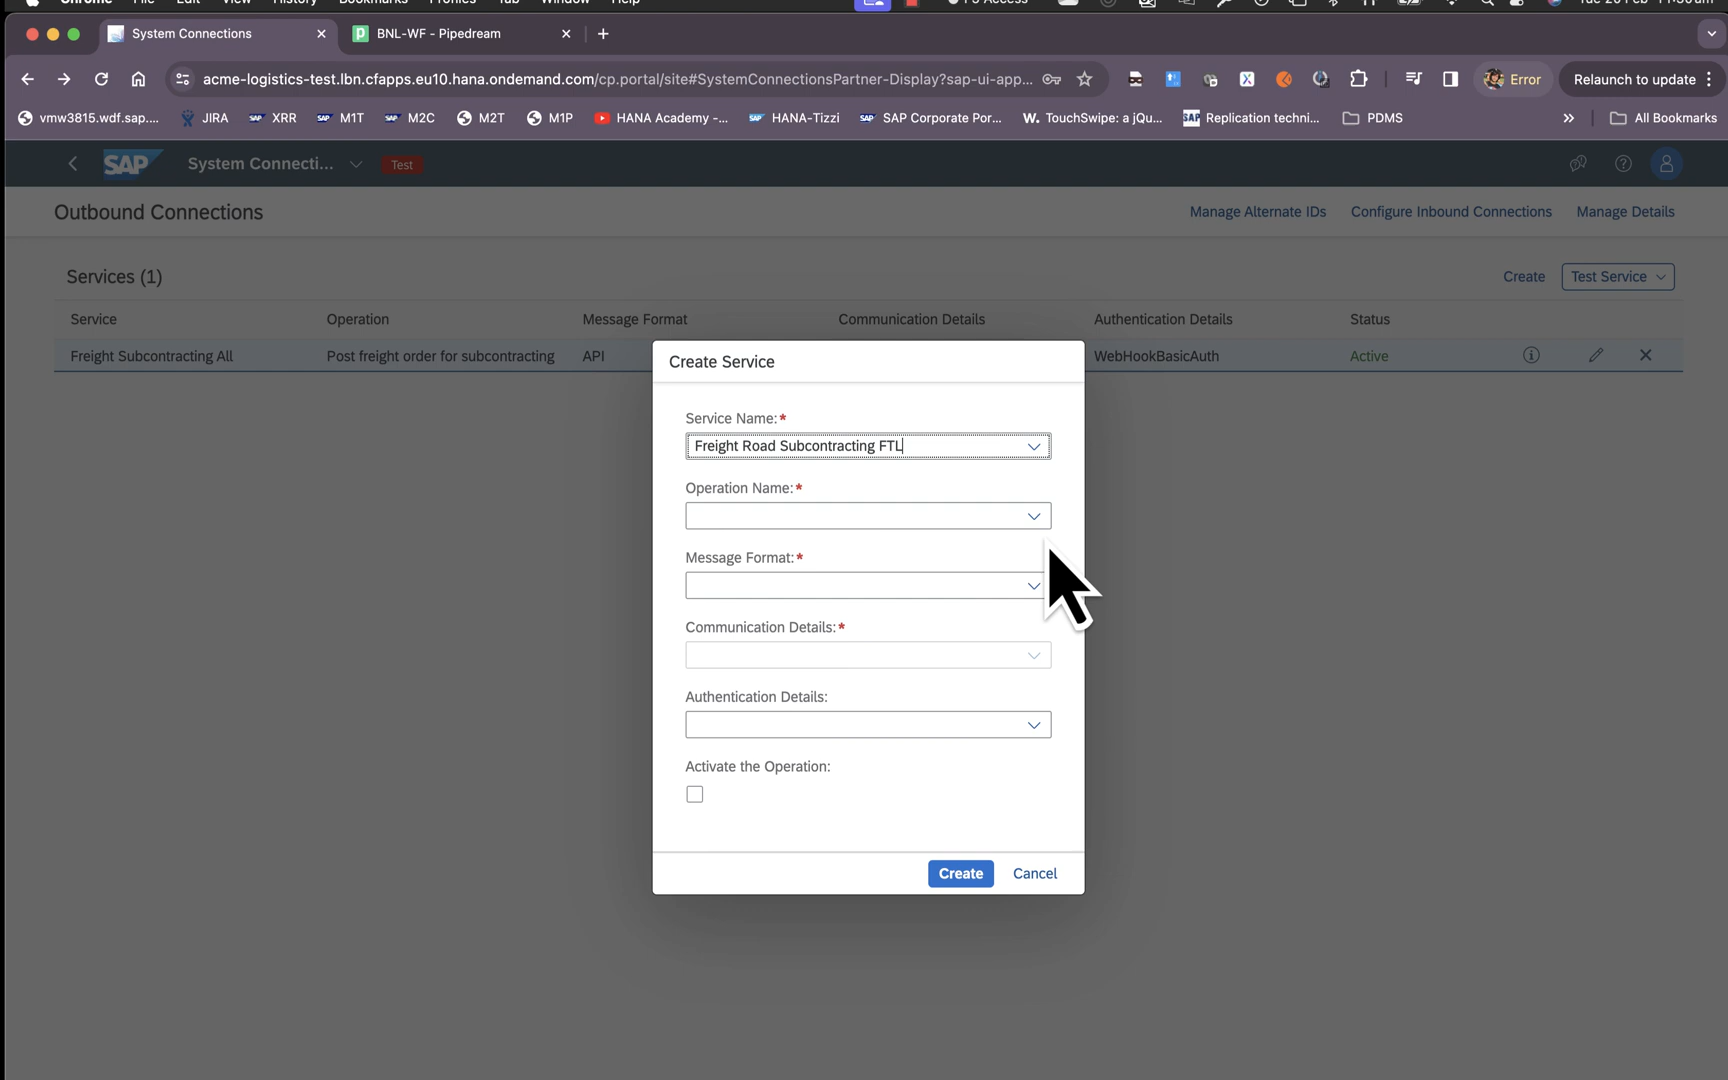 Chrome File Edit View History Bookmarks Profiles Tab Window Help
System Connections
BNL-WF - Pipedream
acme-logistics-test.lbn.cfapps.eu10.hana.ondemand.com/cp.portal/site#SystemConnectionsPartner-Display?sap-ui-app...
Error
Relaunch to update
vmw3815.wdf.sap....
JIRA
XRR
M1T
M2C
M2T
M1P
HANA Academy -...
HANA-Tizzi
SAP Corporate Por...
W. TouchSwipe: a jQu...
Replication techni...
PDMS
»
All Bookmarks
SAP
System Connecti...
Test
Outbound Connections
Manage Alternate IDs
Configure Inbound Connections
Manage Details
Services (1)
Create
Test Service
Service Operation Message Format Communication Details Authentication Details Status
Freight Subcontracting All Post freight order for subcontracting API WebHookBasicAuth Active
Create Service
Service Name:*
Freight Road Subcontracting FTL
Operation Name:*
Message Format:*
Communication Details:*
Authentication Details:
Activate the Operation:
Create
Cancel